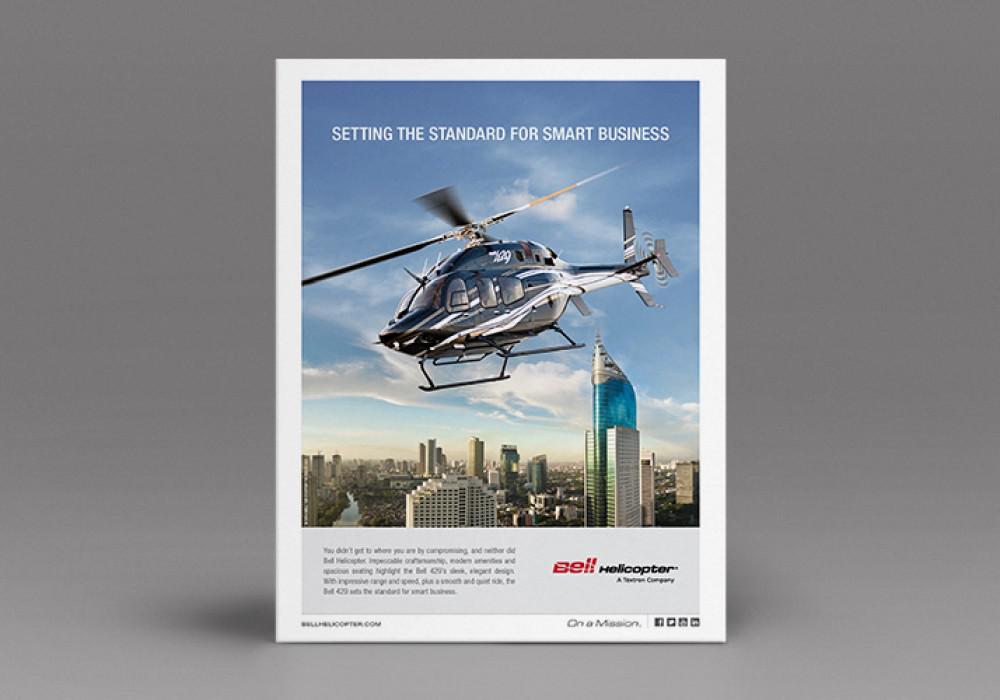 SETTING THE STANDARD FOR SMART BUSINESS
429
You didn't get to where you are by compromising, and neither did
Bell Helicopter. Impeccable craftsmanship, modern amenities and
spacious seating highlight the Bell 429's sleek, elegant design.
With impressive range and speed, plus a smooth and quiet ride, the
Bell 429 sets the standard for smart business.
Bell Helicopter
A Textron Company
BELLHELICOPTER.COM
On a Mission.